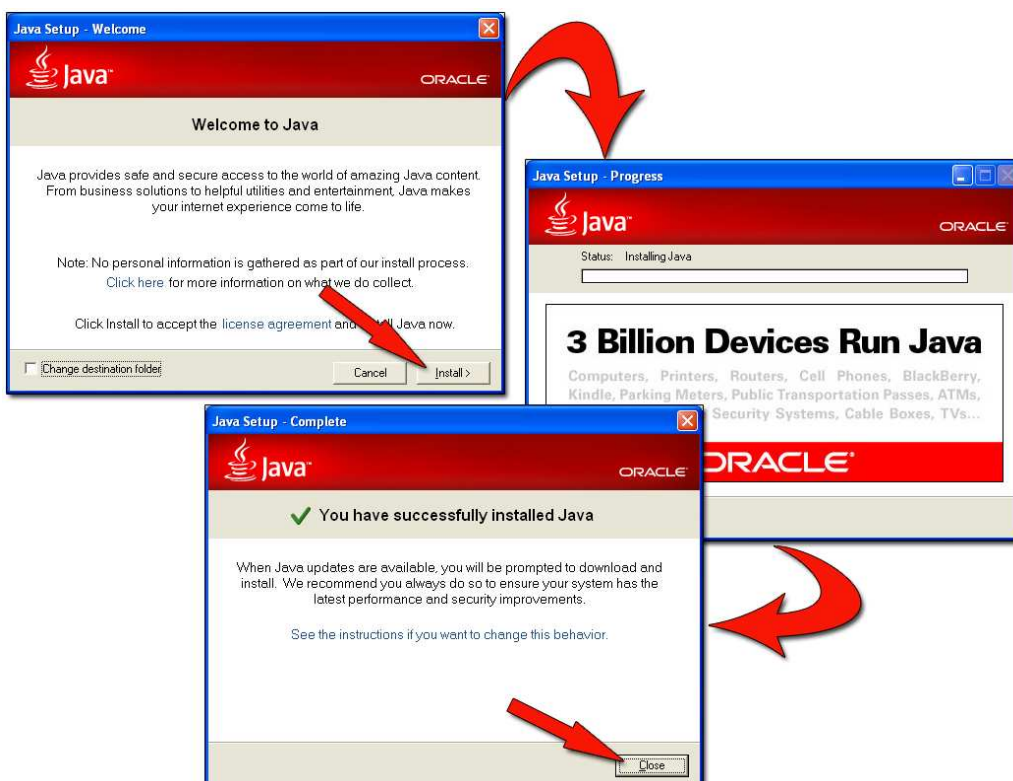 Java Setup - Welcome
Java™
ORACLE
Welcome to Java
Java provides safe and secure access to the world of amazing Java content.
From business solutions to helpful utilities and entertainment, Java makes
your internet experience come to life.
Note: No personal information is gathered as part of our install process.
Click here for more information on what we do collect.
Click Install to accept the license agreement and Java now.
Change destination folder
Cancel
Install >
Java Setup - Progress
Java™
ORACLE
Status: Installing Java
3 Billion Devices Run Java
Computers, Printers, Routers, Cell Phones, BlackBerry,
Kindle, Parking Meters, Public Transportation Passes, ATMs,
Security Systems, Cable Boxes, TVs...
ORACLE®
Java Setup - Complete
Java™
ORACLE
You have successfully installed Java
When Java updates are available, you will be prompted to download and
install. We recommend you always do so to ensure your system has the
latest performance and security improvements.
See the instructions if you want to change this behavior.
Close